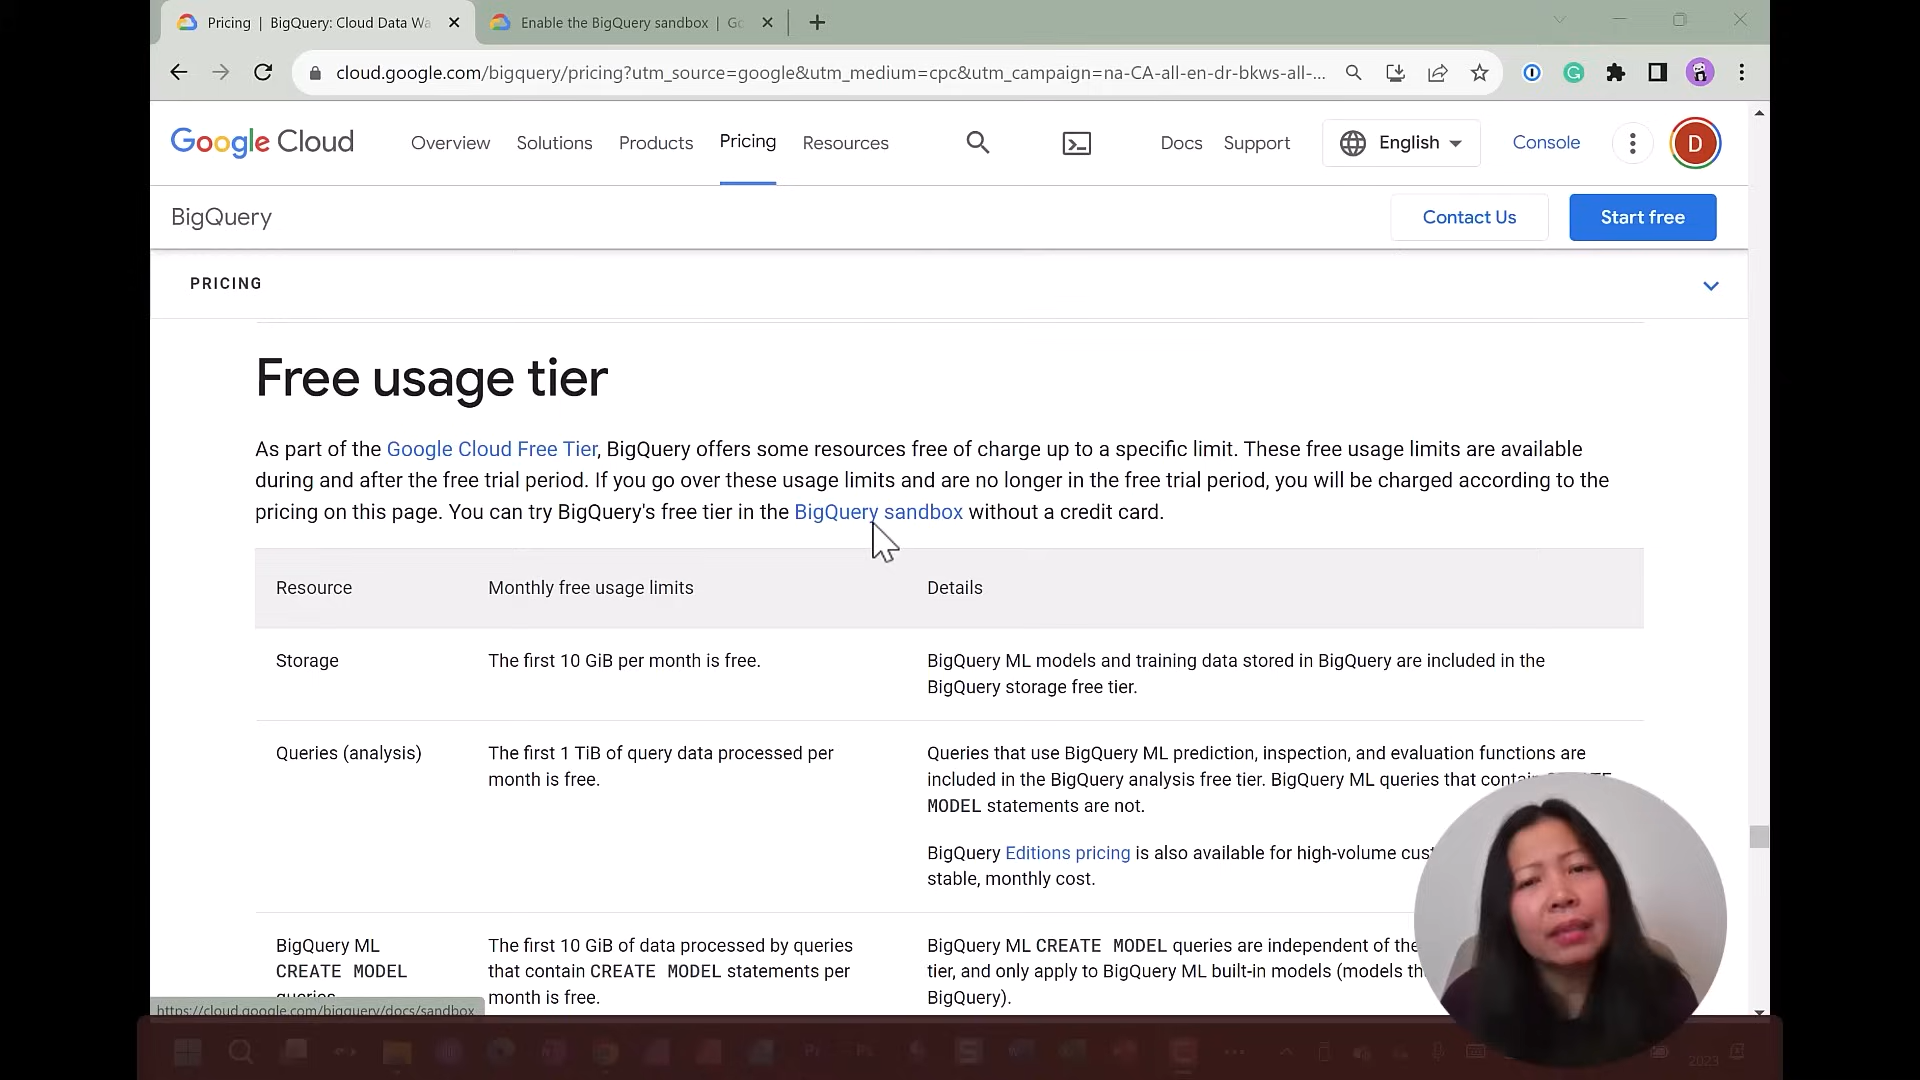 Pricing | BigQuery: Cloud Data Wa
Enable the BigQuery sandbox | Go
cloud.google.com/bigquery/pricing?utm_source=google&utm_medium=cpc&utm_campaign=na-CA-all-en-dr-bkws-all-...
Google Cloud
Overview
Solutions
Products
Pricing
Resources
Docs
Support
English
Console
D
BigQuery
Contact Us
Start free
PRICING
Free usage tier
As part of the Google Cloud Free Tier, BigQuery offers some resources free of charge up to a specific limit. These free usage limits are available
during and after the free trial period. If you go over these usage limits and are no longer in the free trial period, you will be charged according to the
pricing on this page. You can try BigQuery's free tier in the BigQuery sandbox without a credit card.
Resource
Monthly free usage limits
Details
Storage
The first 10 GiB per month is free.
BigQuery ML models and training data stored in BigQuery are included in the
BigQuery storage free tier.
Queries (analysis)
The first 1 TiB of query data processed per
month is free.
Queries that use BigQuery ML prediction, inspection, and evaluation functions are
included in the BigQuery analysis free tier. BigQuery ML queries that contain
MODEL statements are not.
BigQuery Editions pricing is also available for high-volume
stable, monthly cost.
BigQuery ML
CREATE MODEL
queries
The first 10 GiB of data processed by queries
that contain CREATE MODEL statements per
month is free.
BigQuery ML CREATE MODEL queries are independent of the
tier, and only apply to BigQuery ML built-in models (models
BigQuery).
https://cloud.google.com/bigquery/docs/sandbox
2023